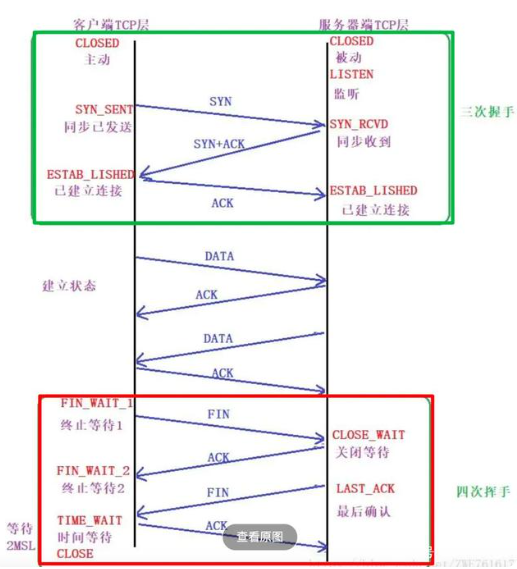 客户端TCP层
服务器端TCP层
CLOSED
主动
CLOSED
被动
LISTEN
监听
SYN
SYN_SENT
同步已发送
SYN_RCVD
同步收到
三次握手
SYN+ACK
ESTAB_LISHED
已建立连接
ACK
ESTAB_LISHED
已建立连接
DATA
建立状态
ACK
DATA
ACK
FIN_WAIT_1
终止等待1
FIN
CLOSE_WAIT
关闭等待
ACK
FIN_WAIT_2
终止等待2
FIN
LAST_ACK
最后确认
四次挥手
等待
2MSL
TIME_WAIT
时间等待
ACK
查看原图
CLOSE